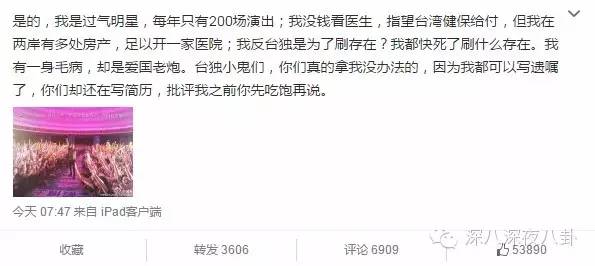 是的，我是过气明星，每年只有200场演出；我没钱看医生，指望台湾健保给付，但我在
两岸有多处房产，足以开一家医院；我反台独是为了刷存在？我都快死了刷什么存在。我
有一身毛病，却是爱国老炮。台独小鬼们，你们真的拿我没办法的，因为我都可以写遗嘱
了，你们却还在写简历，批评我之前你先吃饱再说。
今天 07:47 来自 iPad客户端
收藏
转发 3606
评论 6909
53890
深八深夜八卦